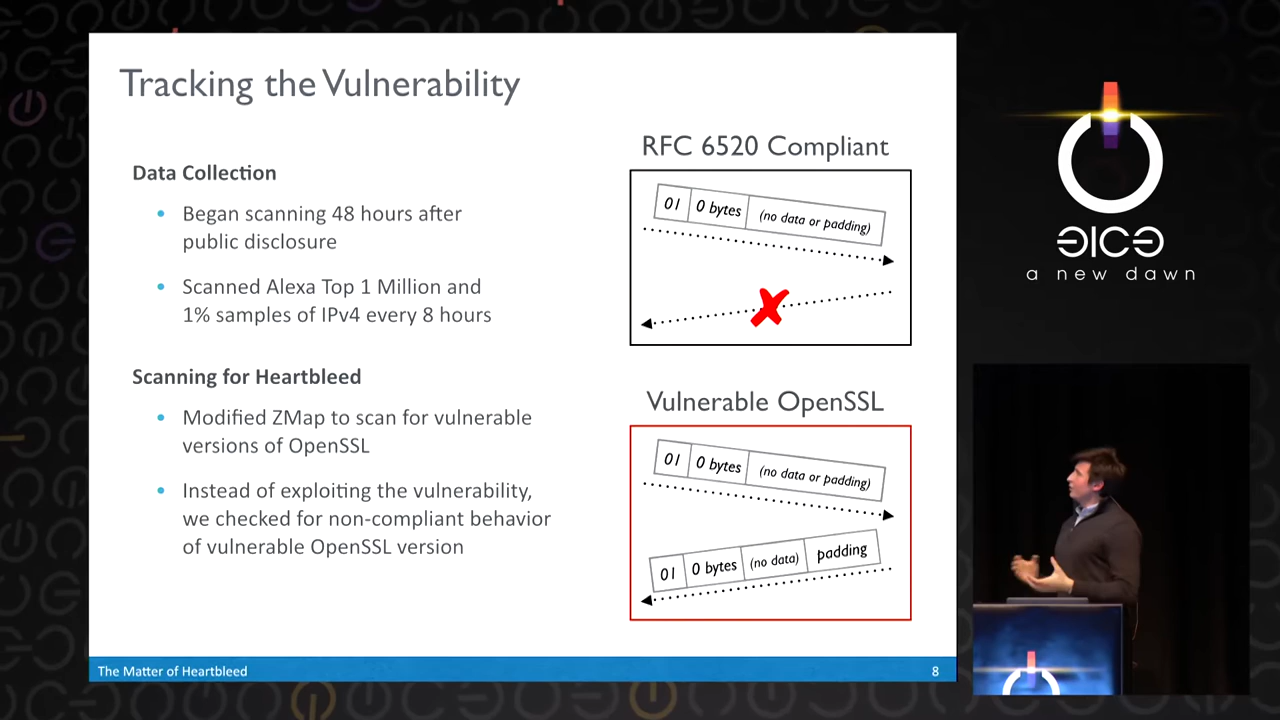 Tracking the Vulnerability
Data Collection
• Began scanning 48 hours after
public disclosure
• Scanned Alexa Top 1 Million and
1% samples of IPv4 every 8 hours
Scanning for Heartbleed
• Modified ZMap to scan for vulnerable
versions of OpenSSL
• Instead of exploiting the vulnerability,
we checked for non-compliant behavior
of vulnerable OpenSSL version
RFC 6520 Compliant
01 0 bytes (no data or padding)
Vulnerable OpenSSL
01 0 bytes (no data or padding)
01 0 bytes (no data) padding
The Matter of Heartbleed 8
a new dawn